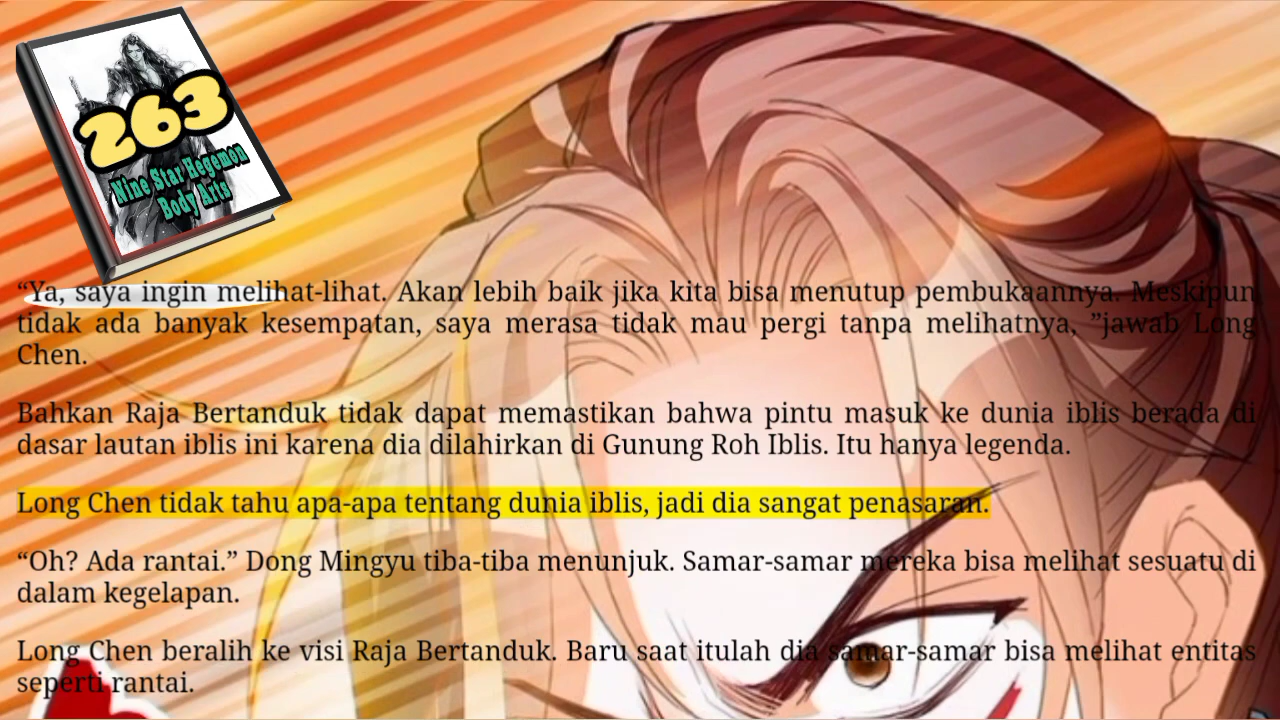 263
Nine Star Hegemon
Body Arts
“Ya, saya ingin melihat-lihat. Akan lebih baik jika kita bisa menutup pembukaannya. Meskipun
tidak ada banyak kesempatan, saya merasa tidak mau pergi tanpa melihatnya, ”jawab Long
Chen.
Bahkan Raja Bertanduk tidak dapat memastikan bahwa pintu masuk ke dunia iblis berada di
dasar lautan iblis ini karena dia dilahirkan di Gunung Roh Iblis. Itu hanya legenda.
Long Chen tidak tahu apa-apa tentang dunia iblis, jadi dia sangat penasaran.
“Oh? Ada rantai.” Dong Mingyu tiba-tiba menunjuk. Samar-samar mereka bisa melihat sesuatu di
dalam kegelapan.
Long Chen beralih ke visi Raja Bertanduk. Baru saat itulah dia samar-samar bisa melihat entitas
seperti rantai.